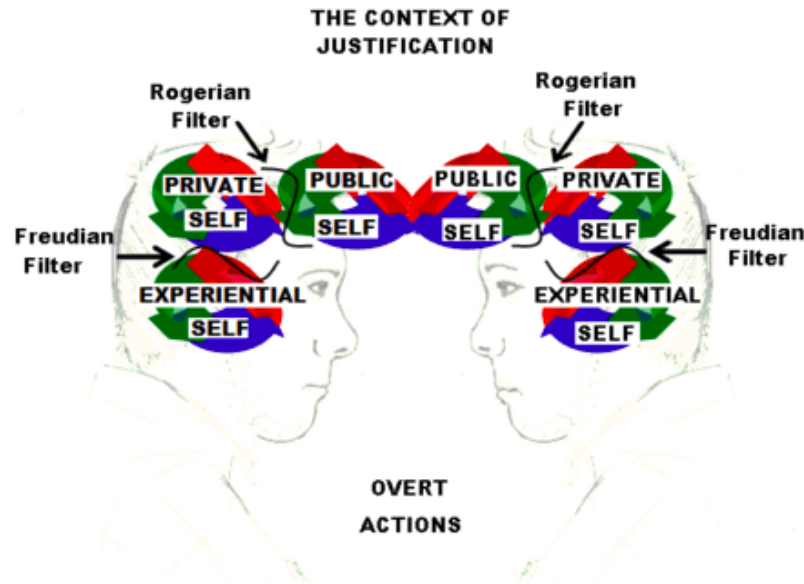 THE CONTEXT OF
JUSTIFICATION
Rogerian
Filter
Rogerian
Filter
PRIVATE
SELF
PUBLIC
SELF
PUBLIC
SELF
PRIVATE
SELF
Freudian
Filter
Freudian
Filter
EXPERIENTIAL
SELF
EXPERIENTIAL
SELF
OVERT
ACTIONS